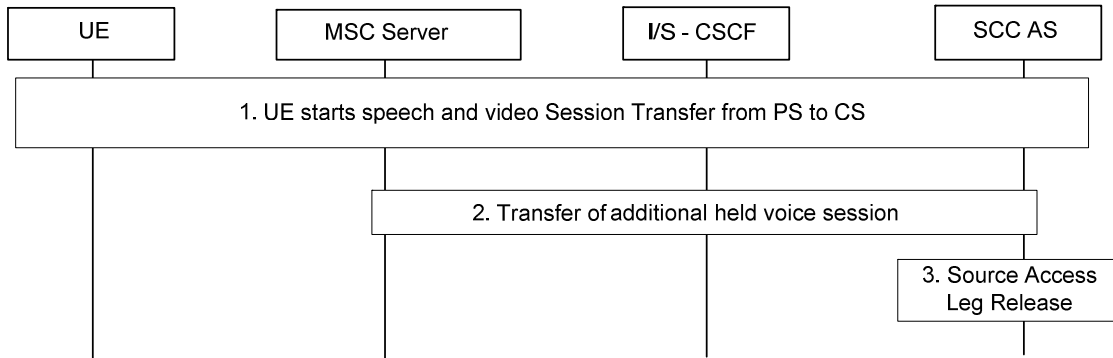 UE
MSC Server
I/S - CSCF
SCC AS
1. UE starts speech and video Session Transfer from PS to CS
2. Transfer of additional held voice session
3. Source Access
Leg Release